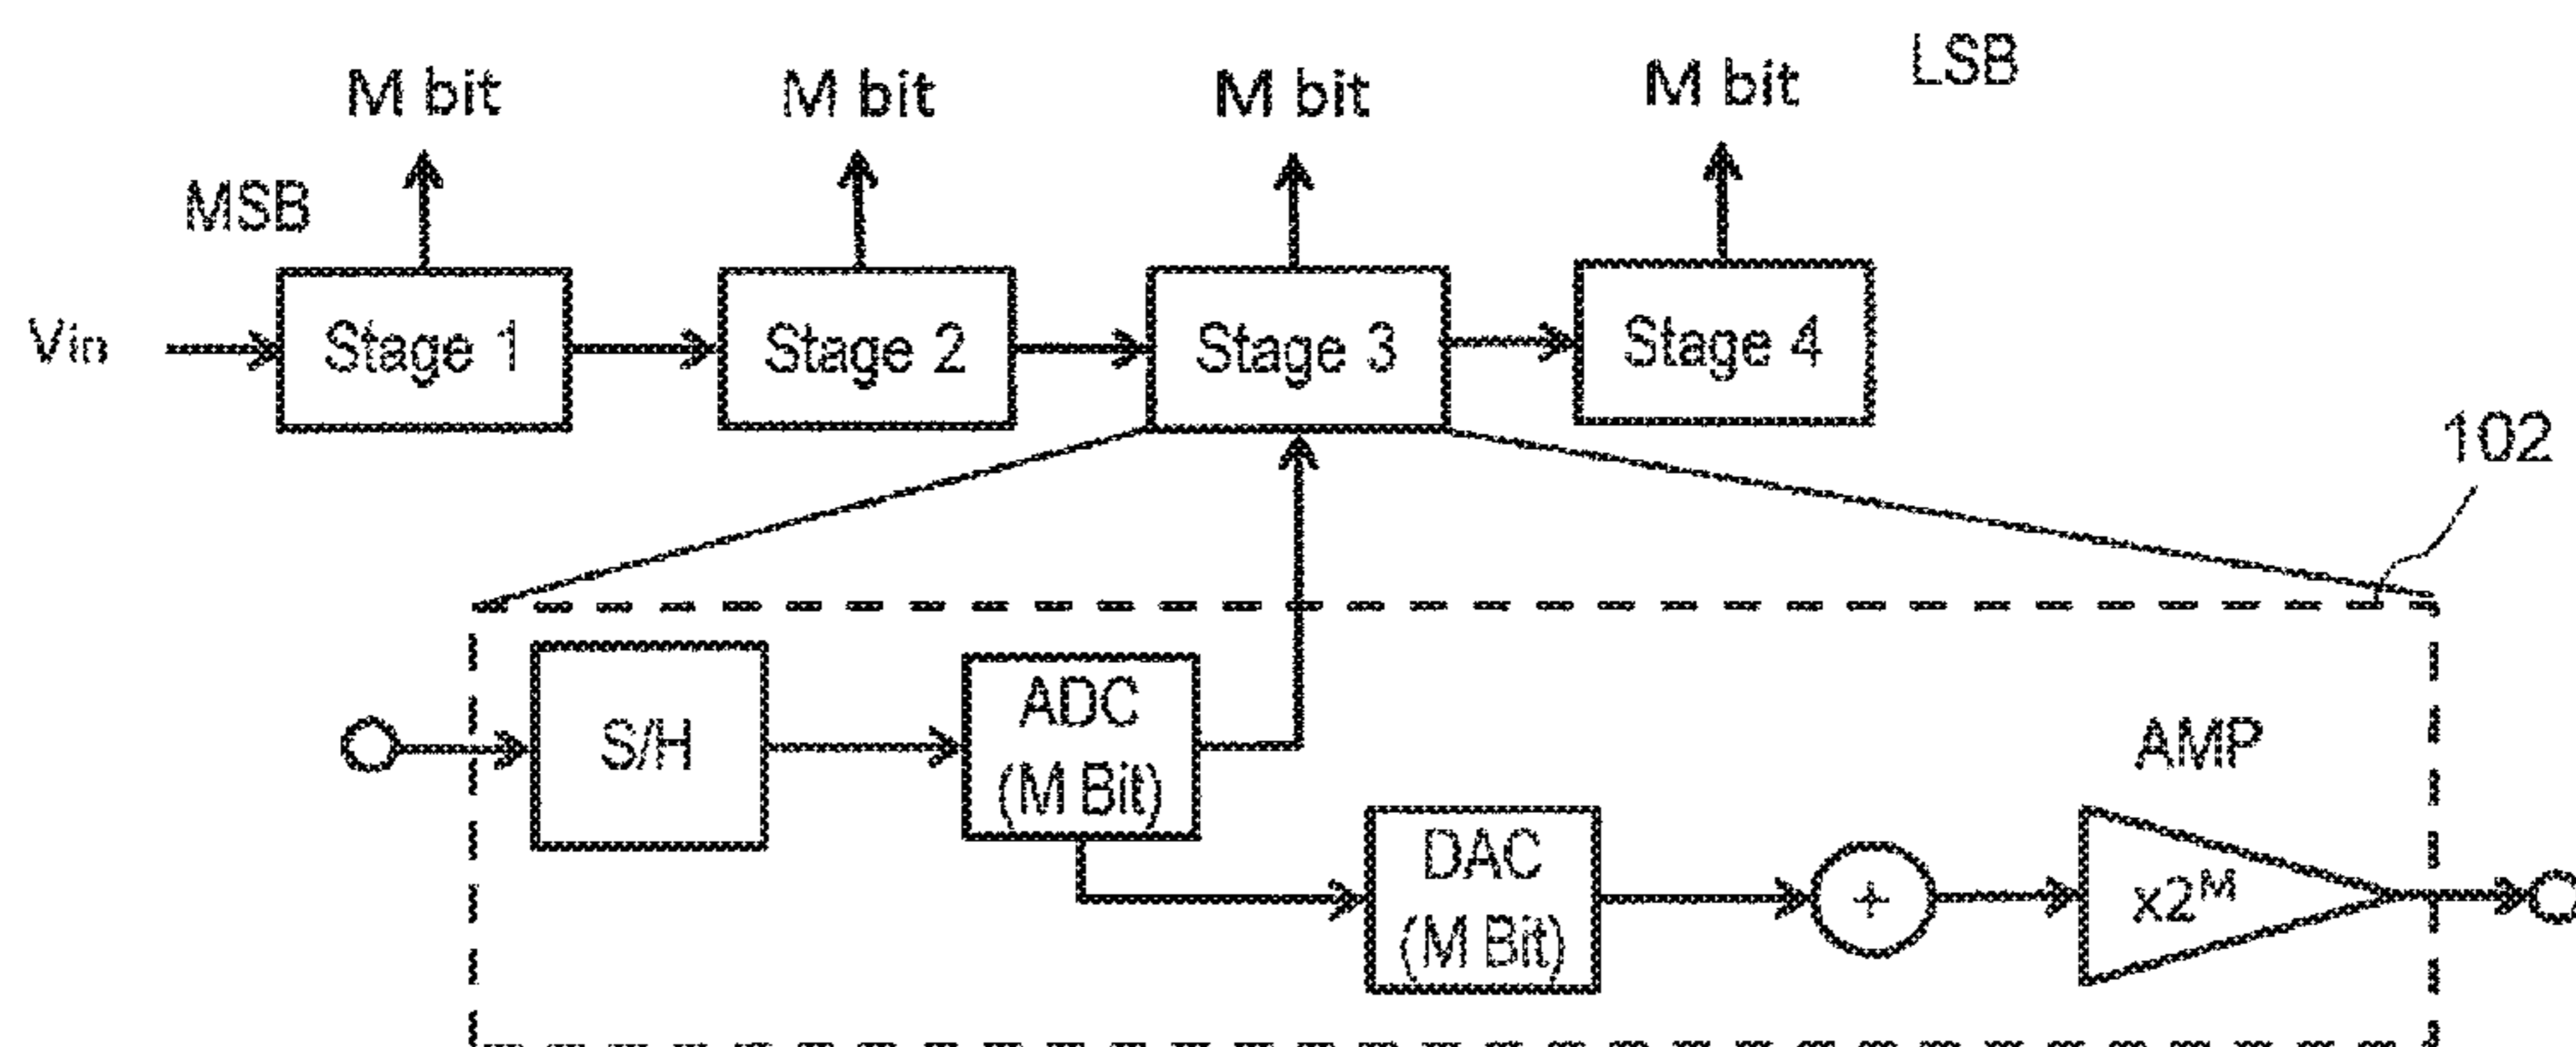 LSB
M bit
M bit
M bit
M bit
MSB
Vin
Stage 1
Stage 2
Stage 3
Stage 4
102
S/H
ADC
(M Bit)
AMP
DAC
(M Bit)
+
x2ᴹ